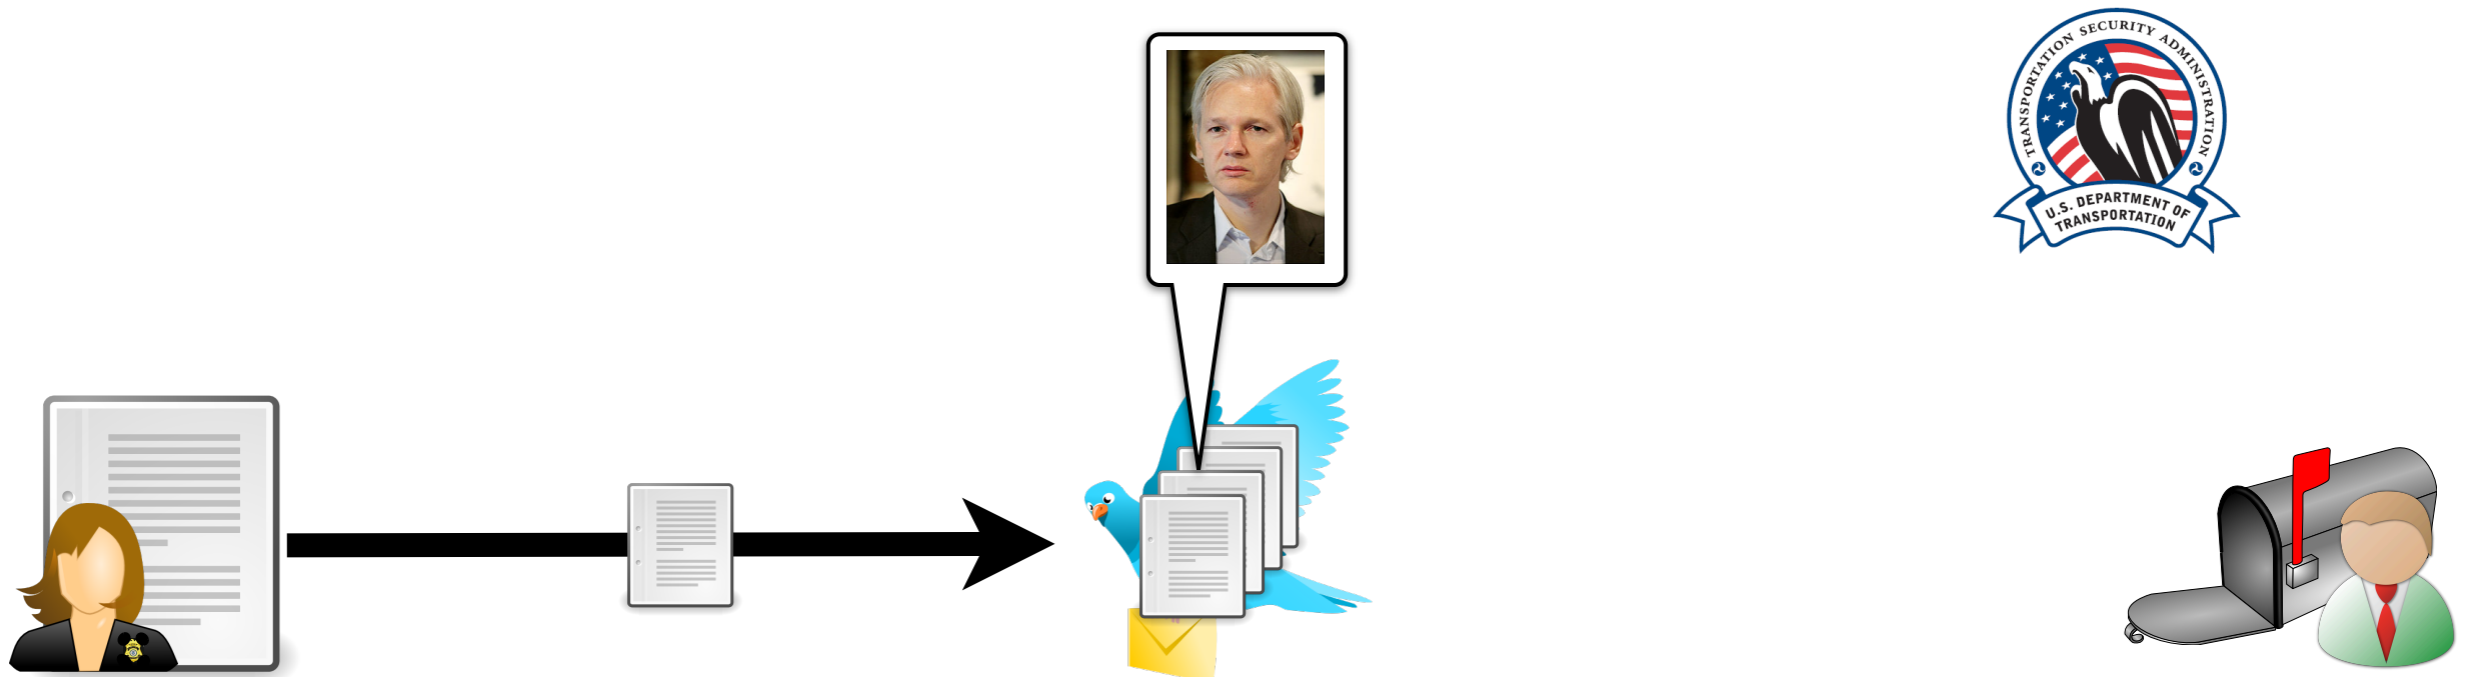 TRANSPORTATION SECURITY ADMINISTRATION
U.S. DEPARTMENT OF
TRANSPORTATION